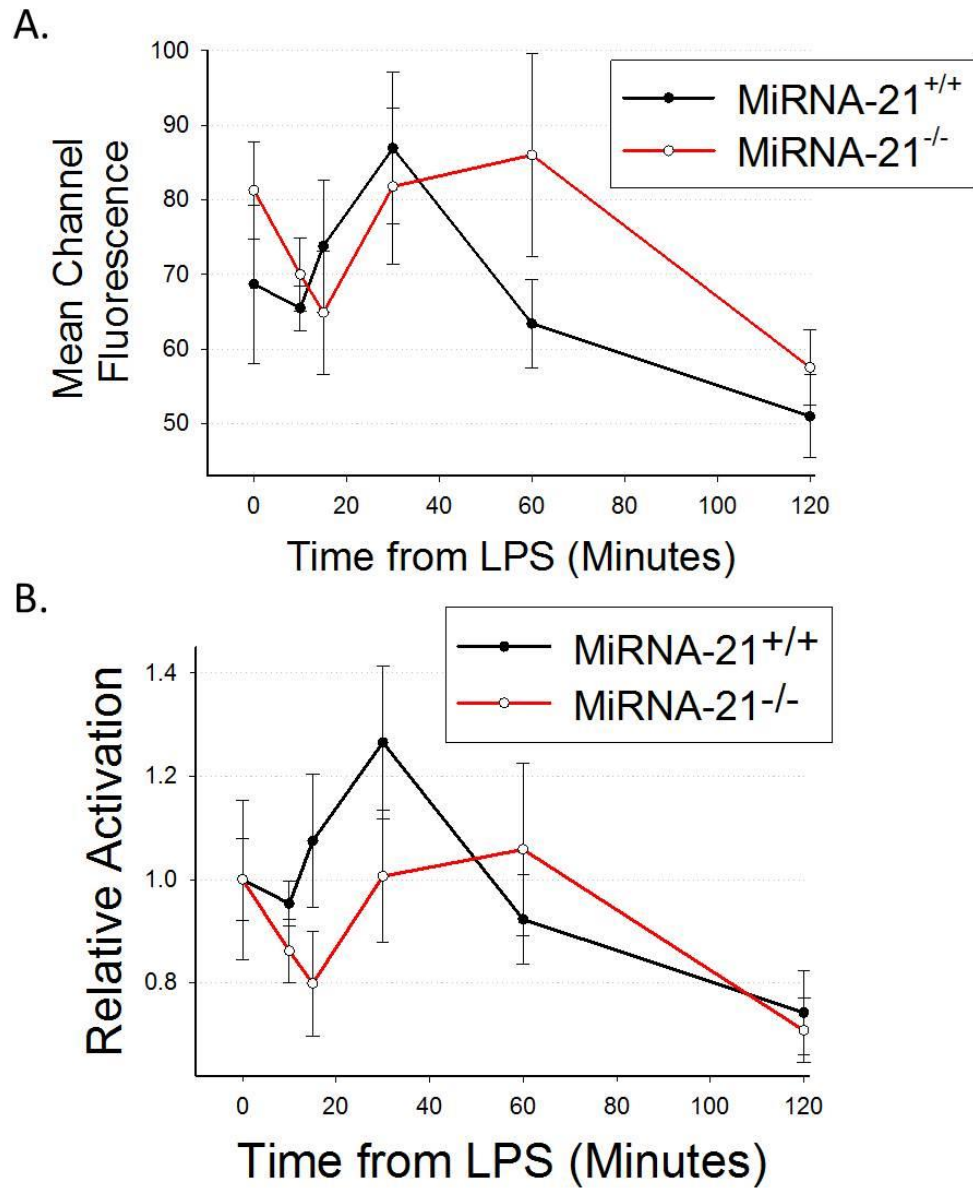 A.
MiRNA-21+/+
MiRNA-21-/-
Mean Channel
Fluorescence
100
90
80
70
60
50
0 20 40 60 80 100 120
Time from LPS (Minutes)
B.
MiRNA-21+/+
MiRNA-21-/-
Relative Activation
1.4
1.2
1.0
0.8
0 20 40 60 80 100 120
Time from LPS (Minutes)